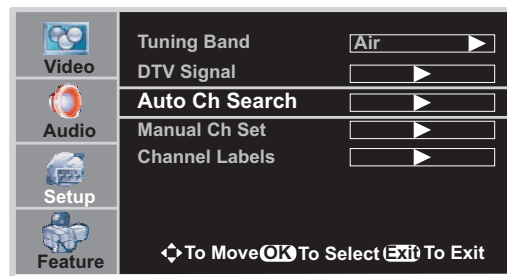 Video
Audio
Setup
Feature
Tuning Band Air
DTV Signal
Auto Ch Search
Manual Ch Set
Channel Labels
To Move OK To Select Exit To Exit